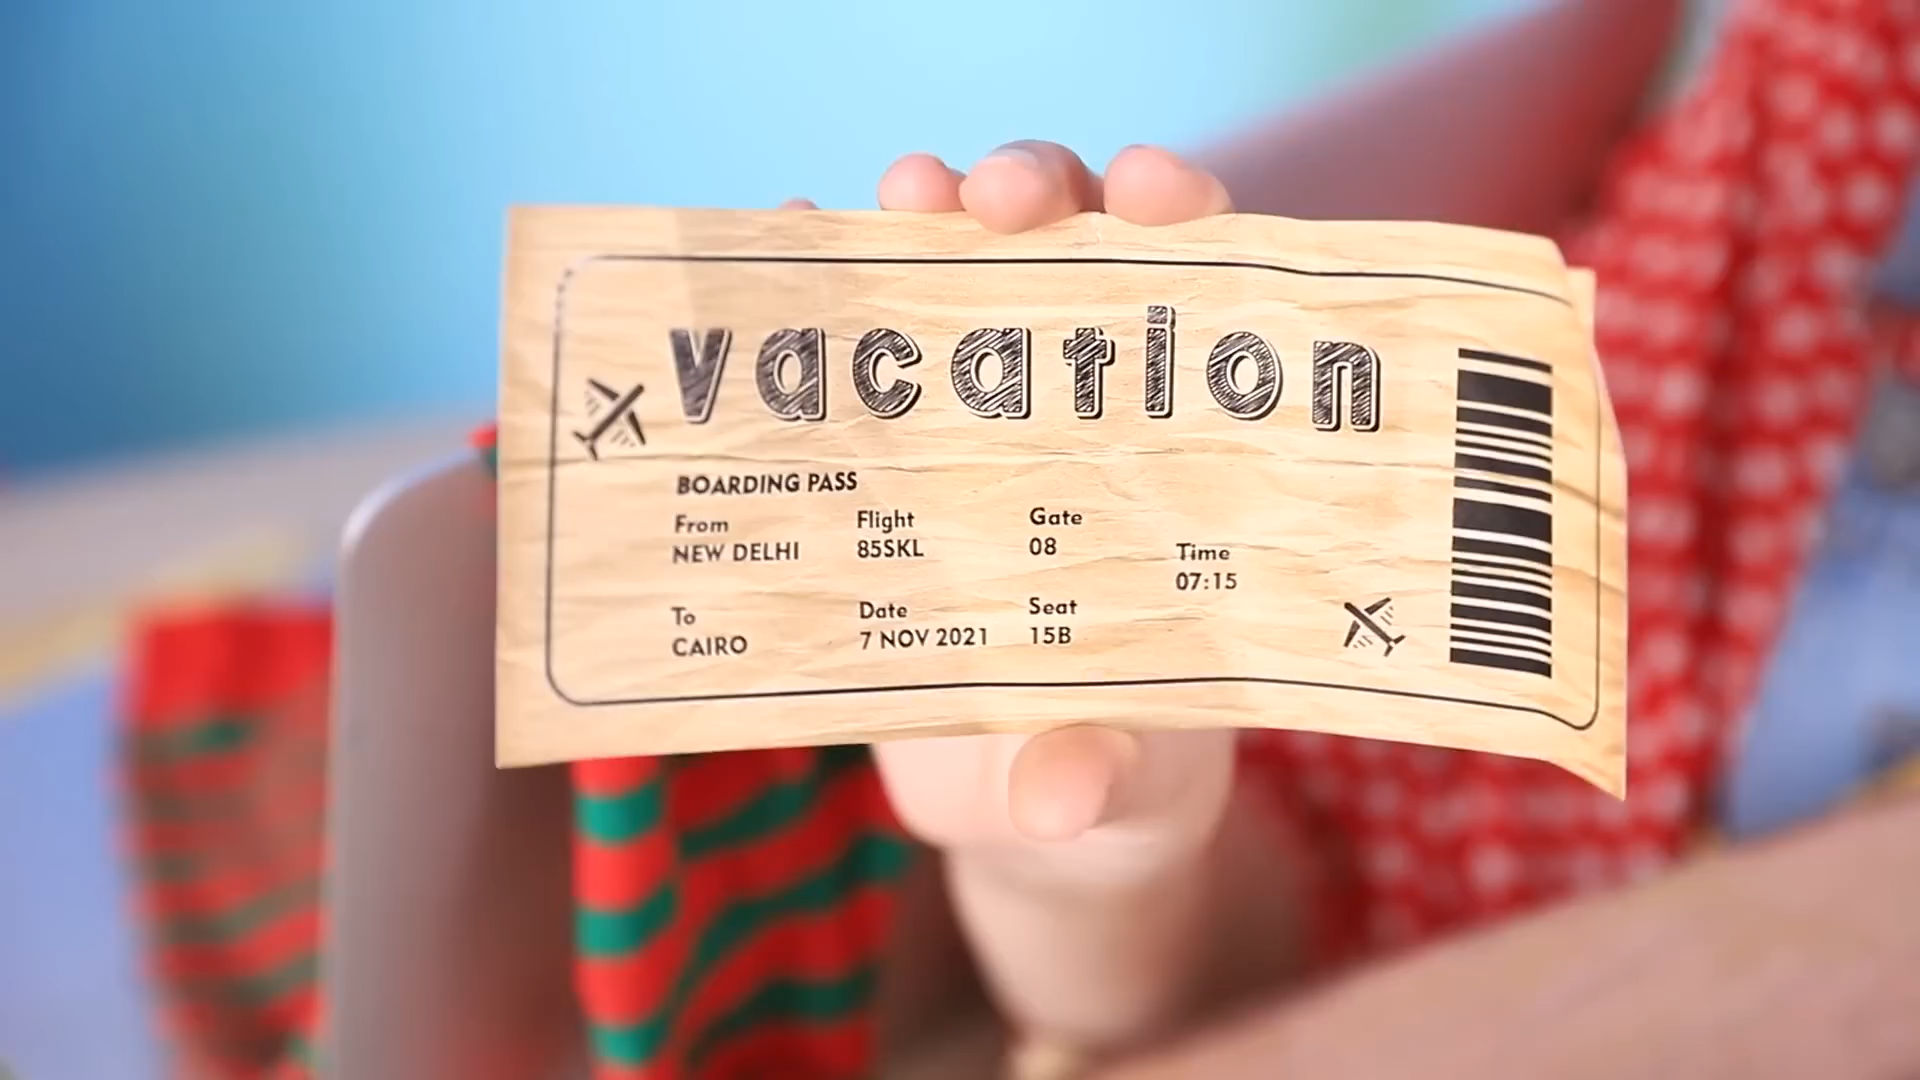 vacation
BOARDING PASS
From
NEW DELHI
Flight
85SKL
Gate
08
Time
07:15
To
CAIRO
Date
7 NOV 2021
Seat
15B